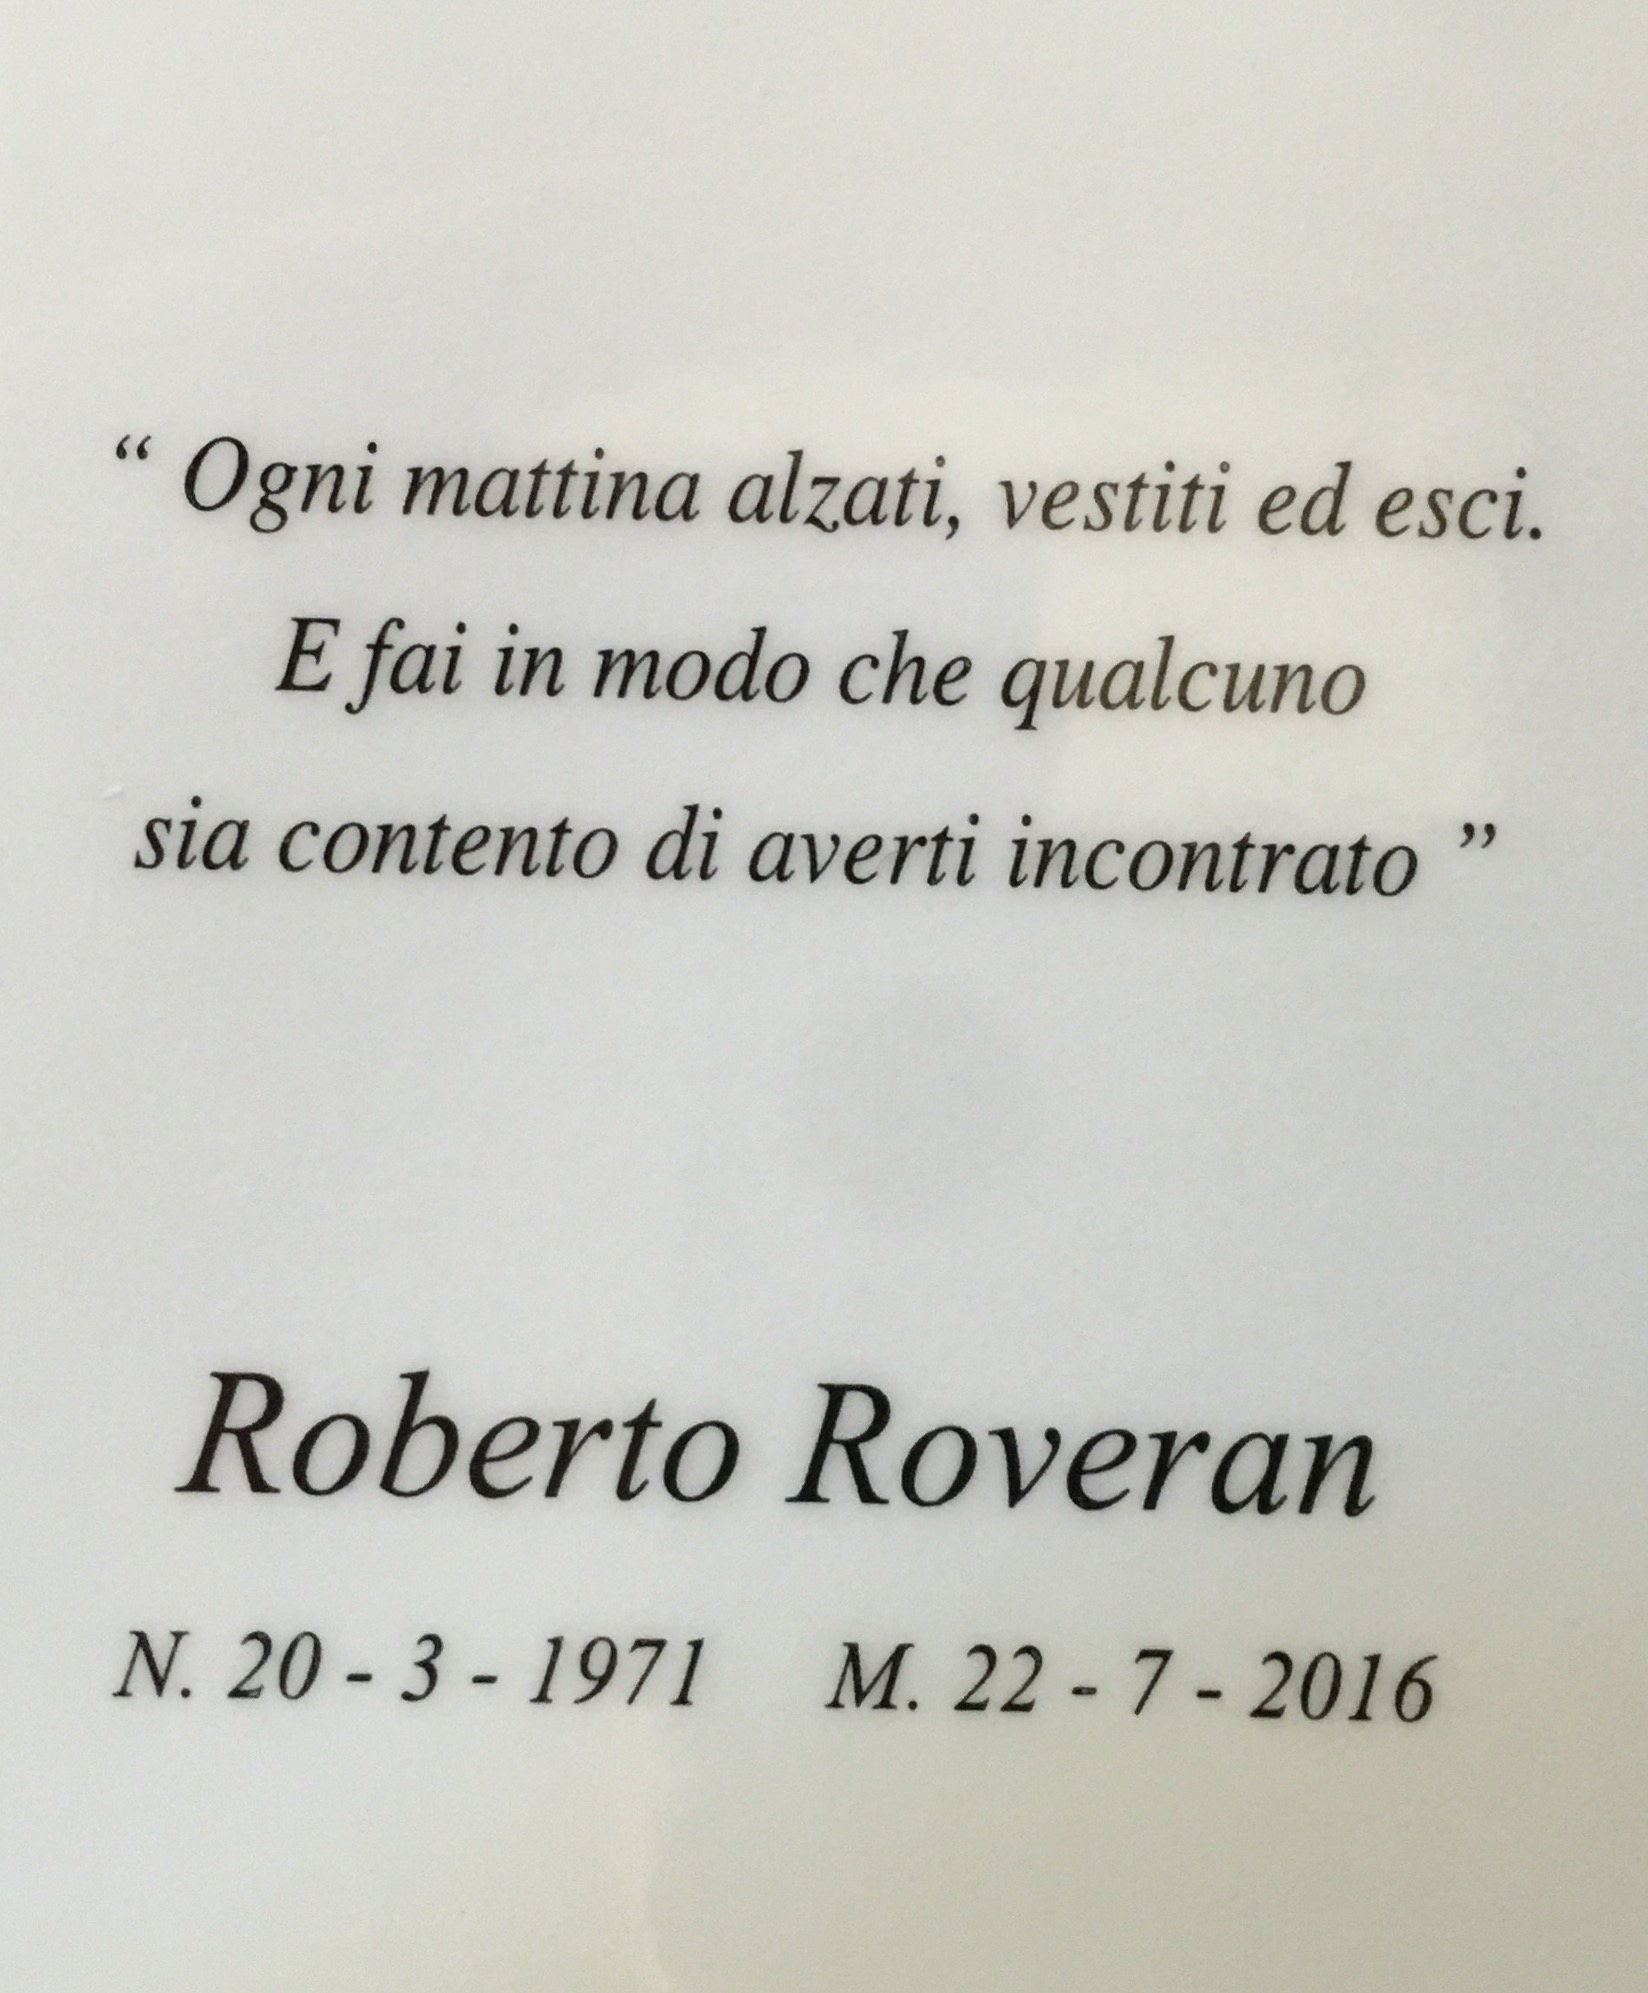 “ Ogni mattina alzati, vestiti ed esci.
E fai in modo che qualcuno
sia contento di averti incontrato ”
Roberto Roveran
N. 20 - 3 - 1971 M. 22 - 7 - 2016